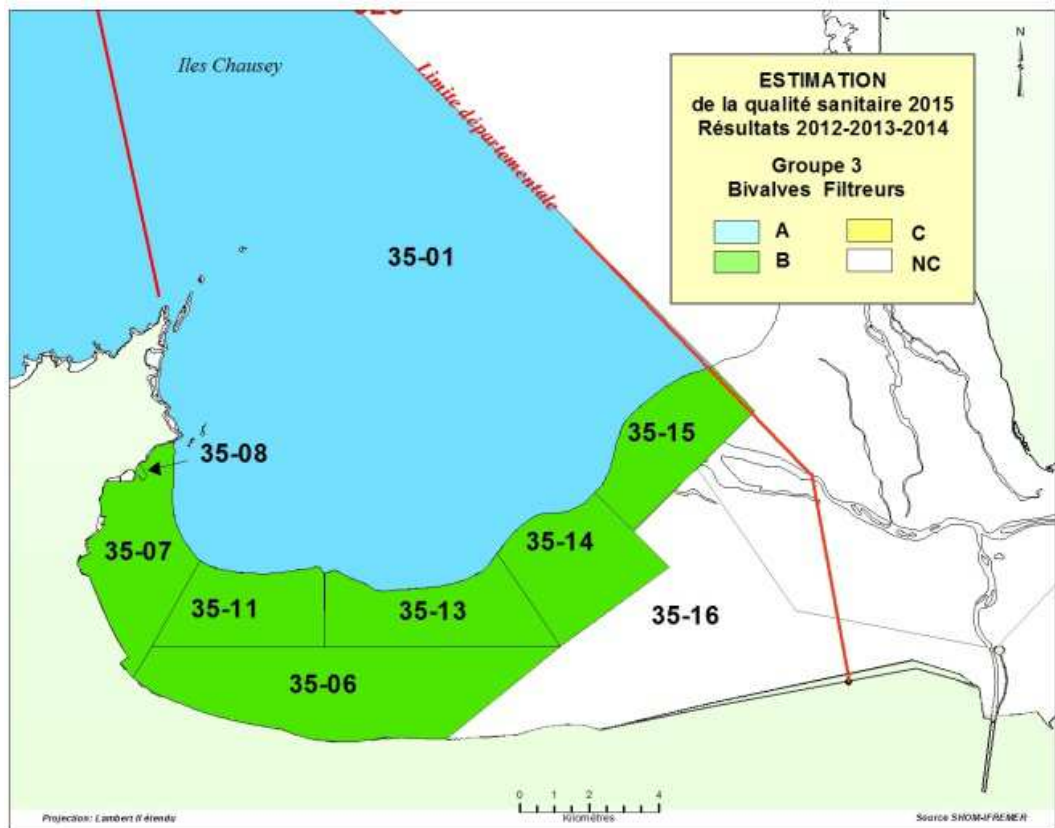 Iles Chausey
Limite départementale
N
ESTIMATION
de la qualité sanitaire 2015
Résultats 2012-2013-2014
Groupe 3
Bivalves Filtreurs
A
C
B
NC
35-01
35-15
35-08
35-14
35-07
35-11
35-13
35-16
35-06
0 1 2 4
Kilomètres
Projection: Lambert II étendu
Source SHOM-IFREMER